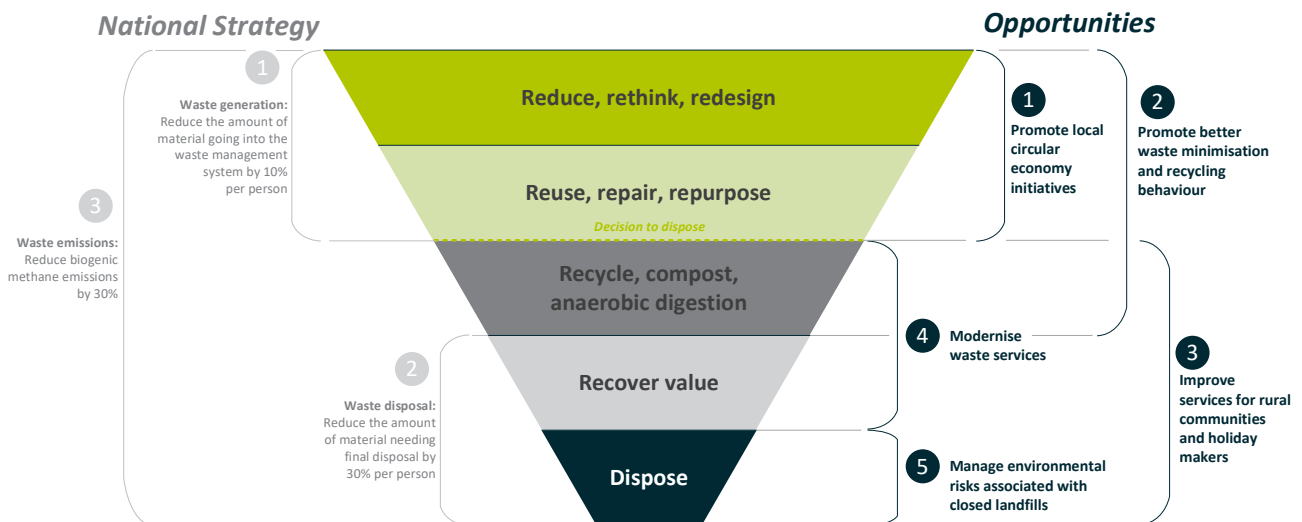 National Strategy
Opportunities
1
Waste generation:
Reduce the amount of
material going into the
waste management
system by 10%
per person
3
Waste emissions:
Reduce biogenic
methane emissions
by 30%
2
Waste disposal:
Reduce the amount
of material needing
final disposal by
30% per person
Reduce, rethink, redesign
Reuse, repair, repurpose
Decision to dispose
Recycle, compost,
anaerobic digestion
Recover value
Dispose
1
Promote local
circular
economy
initiatives
2
Promote better
waste minimisation
and recycling
behaviour
3
Improve
services for rural
communities
and holiday
makers
4
Modernise
waste services
5
Manage environmental
risks associated with
closed landfills